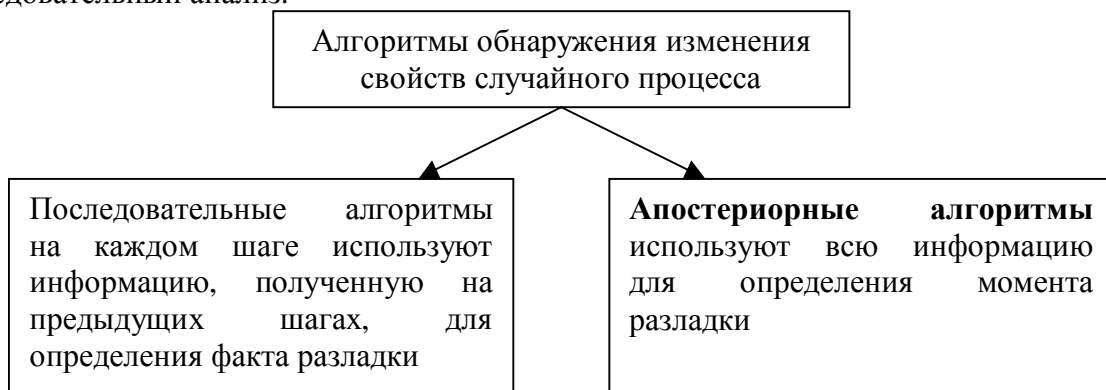 анализ.
Алгоритмы обнаружения изменения
свойств случайного процесса
Последовательные алгоритмы
на каждом шаге используют
информацию, полученную на
предыдущих шагах, для
определения факта разладки
Апостериорные алгоритмы
используют всю информацию
для определения момента
разладки